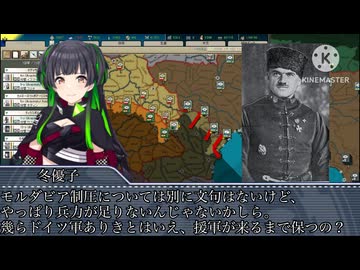 KINEMASTER
冬優子
モルダビア制圧については別に文句はないけど、
やっぱり兵力が足りないんじゃないかしら。
幾らドイツ軍ありきとはいえ、援軍が来るまで保つの？